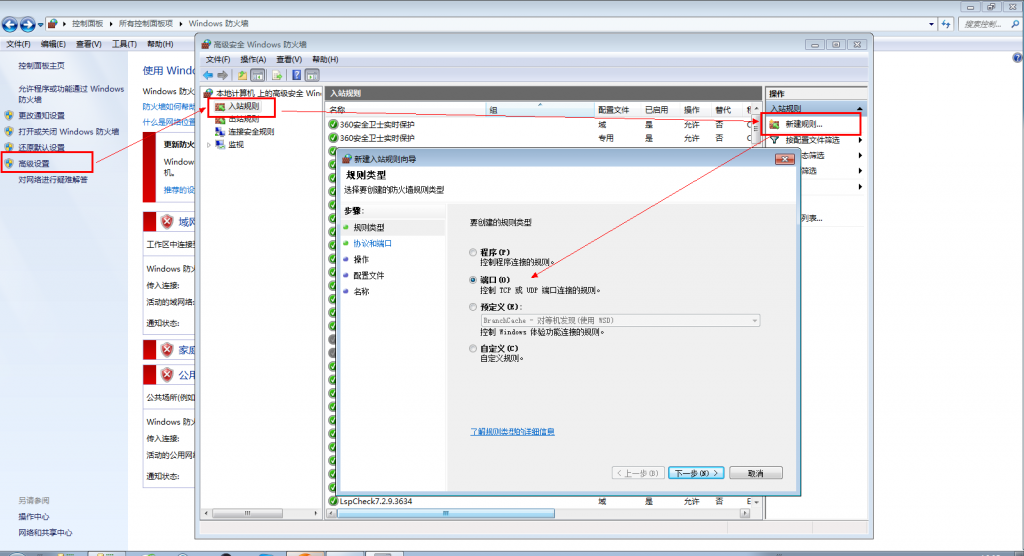 控制面板 ▸ 所有控制面板项 ▸ Windows 防火墙
搜索控制...
文件(F) 编辑(E) 查看(V) 工具(T) 帮助(H)
控制面板主页
允许程序或功能通过 Windows
防火墙
更改通知设置
打开或关闭 Windows 防火墙
还原默认设置
高级设置
对网络进行疑难解答
另请参阅
操作中心
网络和共享中心
使用 Wind
Windows 防火
防火墙如何帮助
什么是网络位置
更新防火
Window
机。
推荐的设
域网
工作区中连接到
Windows 防火
传入连接:
活动的域网络:
通知状态:
家庭
公用
公共场所(例如
Windows 防火
传入连接:
活动的公用网络
通知状态:
高级安全 Windows 防火墙
文件(F) 操作(A) 查看(V) 帮助(H)
本地计算机 上的高级安全 Win
入站规则
出站规则
连接安全规则
监视
入站规则
名称 组 配置文件 已启用 操作 替代
360安全卫士实时保护 域 是 允许 否
360安全卫士实时保护 专用 是 允许 否
LspCheck7.2.9.3634 域 是 允许 否
操作
入站规则
新建规则...
按配置文件筛选
态筛选
筛选
列表...
新建入站规则向导
规则类型
选择要创建的防火墙规则类型
步骤:
规则类型
协议和端口
操作
配置文件
名称
要创建的规则类型
程序(P)
控制程序连接的规则。
端口(O)
控制 TCP 或 UDP 端口连接的规则。
预定义(E):
BranchCache - 对等机发现(使用 WSD)
控制 Windows 体验功能连接的规则。
自定义(C)
自定义规则。
了解规则类型的详细信息
< 上一步(B) 下一步(N) > 取消